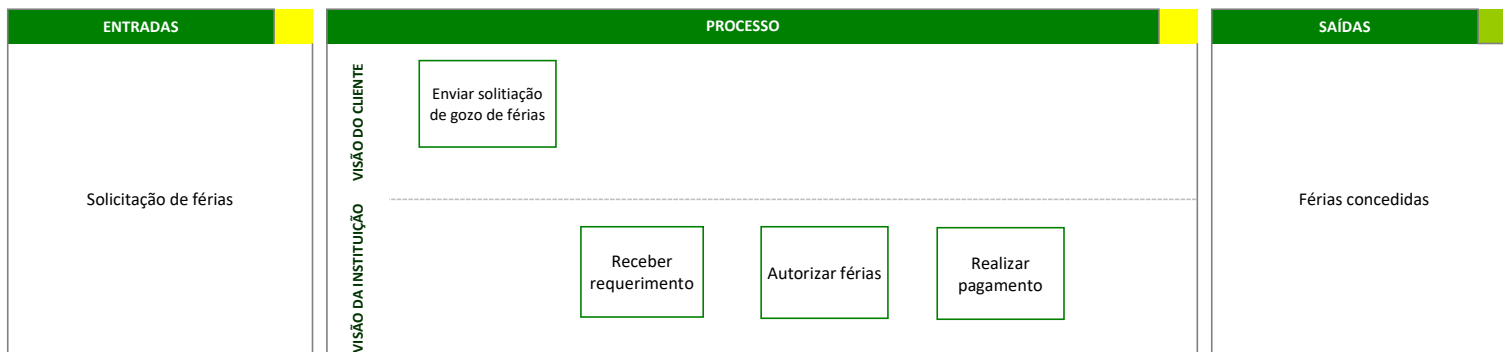 ENTRADAS
PROCESSO
SAÍDAS
Solicitação de férias
VISÃO DO CLIENTE
Enviar solitiação
de gozo de férias
VISÃO DA INSTITUIÇÃO
Receber
requerimento
Autorizar férias
Realizar
pagamento
Férias concedidas